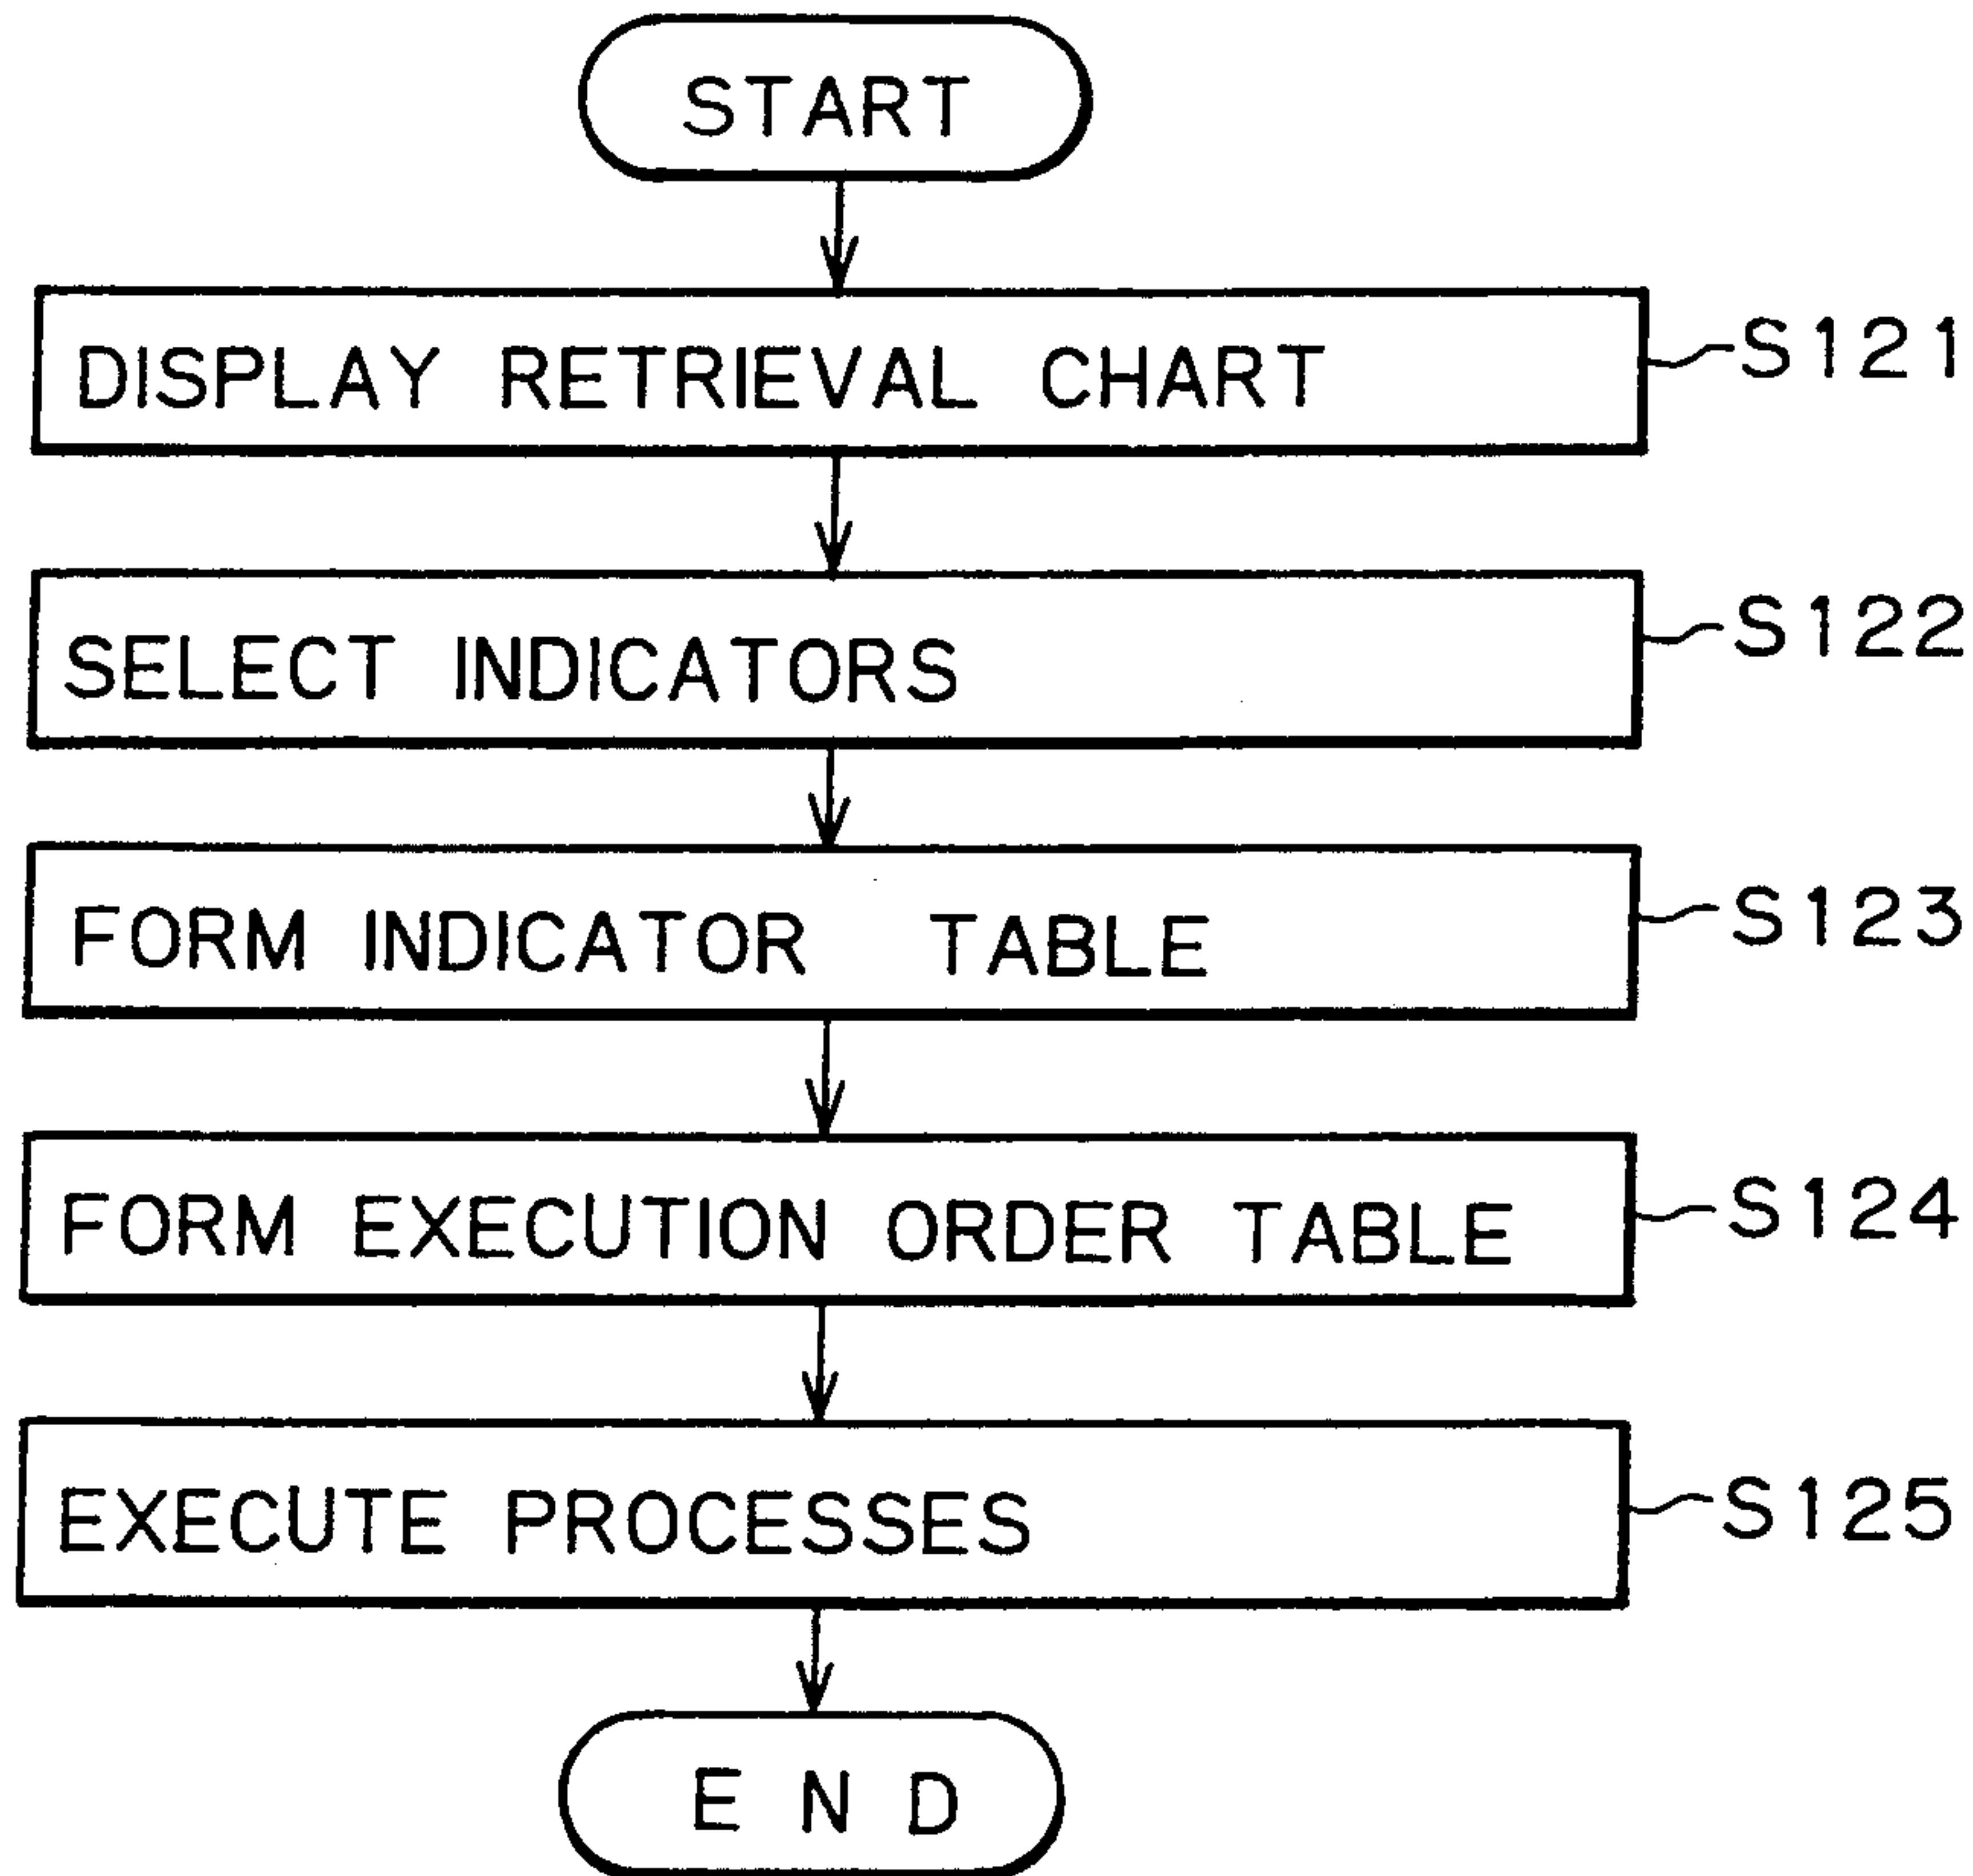 START
DISPLAY RETRIEVAL CHART
S121
SELECT INDICATORS
S122
FORM INDICATOR TABLE
S123
FORM EXECUTION ORDER TABLE
S124
EXECUTE PROCESSES
S125
END